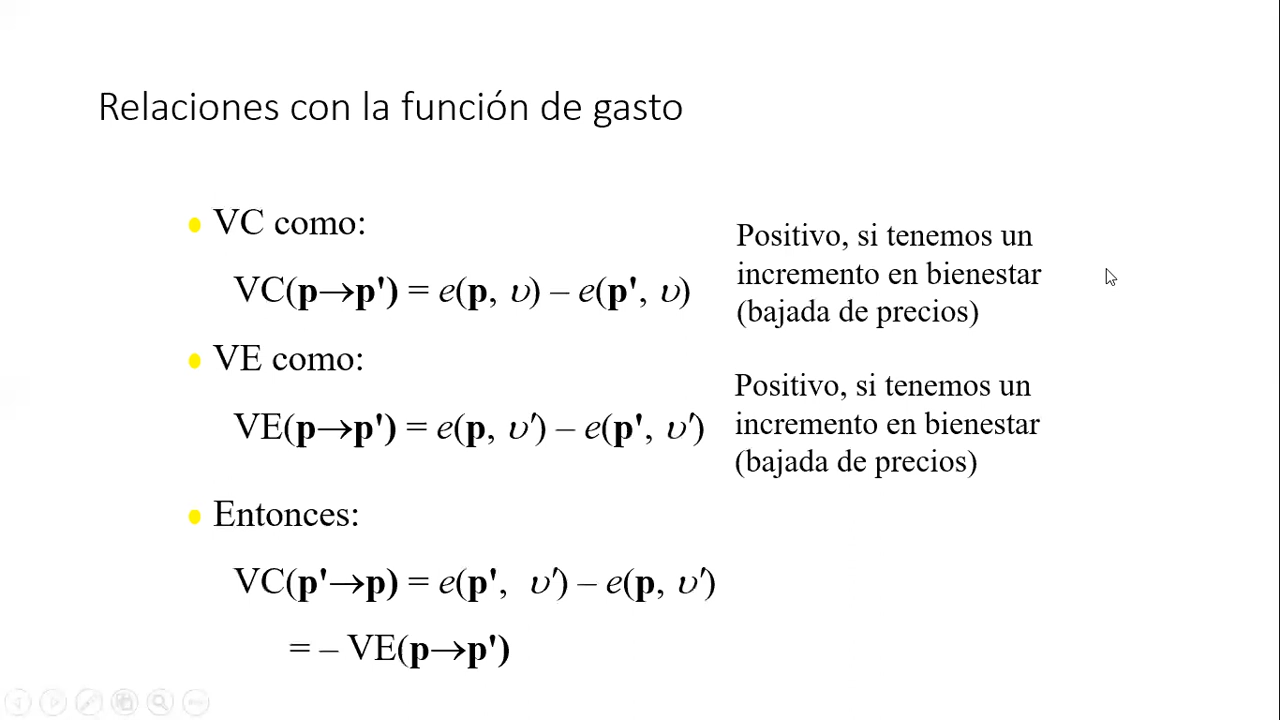 Relaciones con la función de gasto
• VC como:
VC(p→p') = e(p, υ) – e(p', υ)
Positivo, si tenemos un
incremento en bienestar
(bajada de precios)
• VE como:
VE(p→p') = e(p, υ') – e(p', υ')
Positivo, si tenemos un
incremento en bienestar
(bajada de precios)
• Entonces:
VC(p'→p) = e(p', υ') – e(p, υ')
= – VE(p→p')